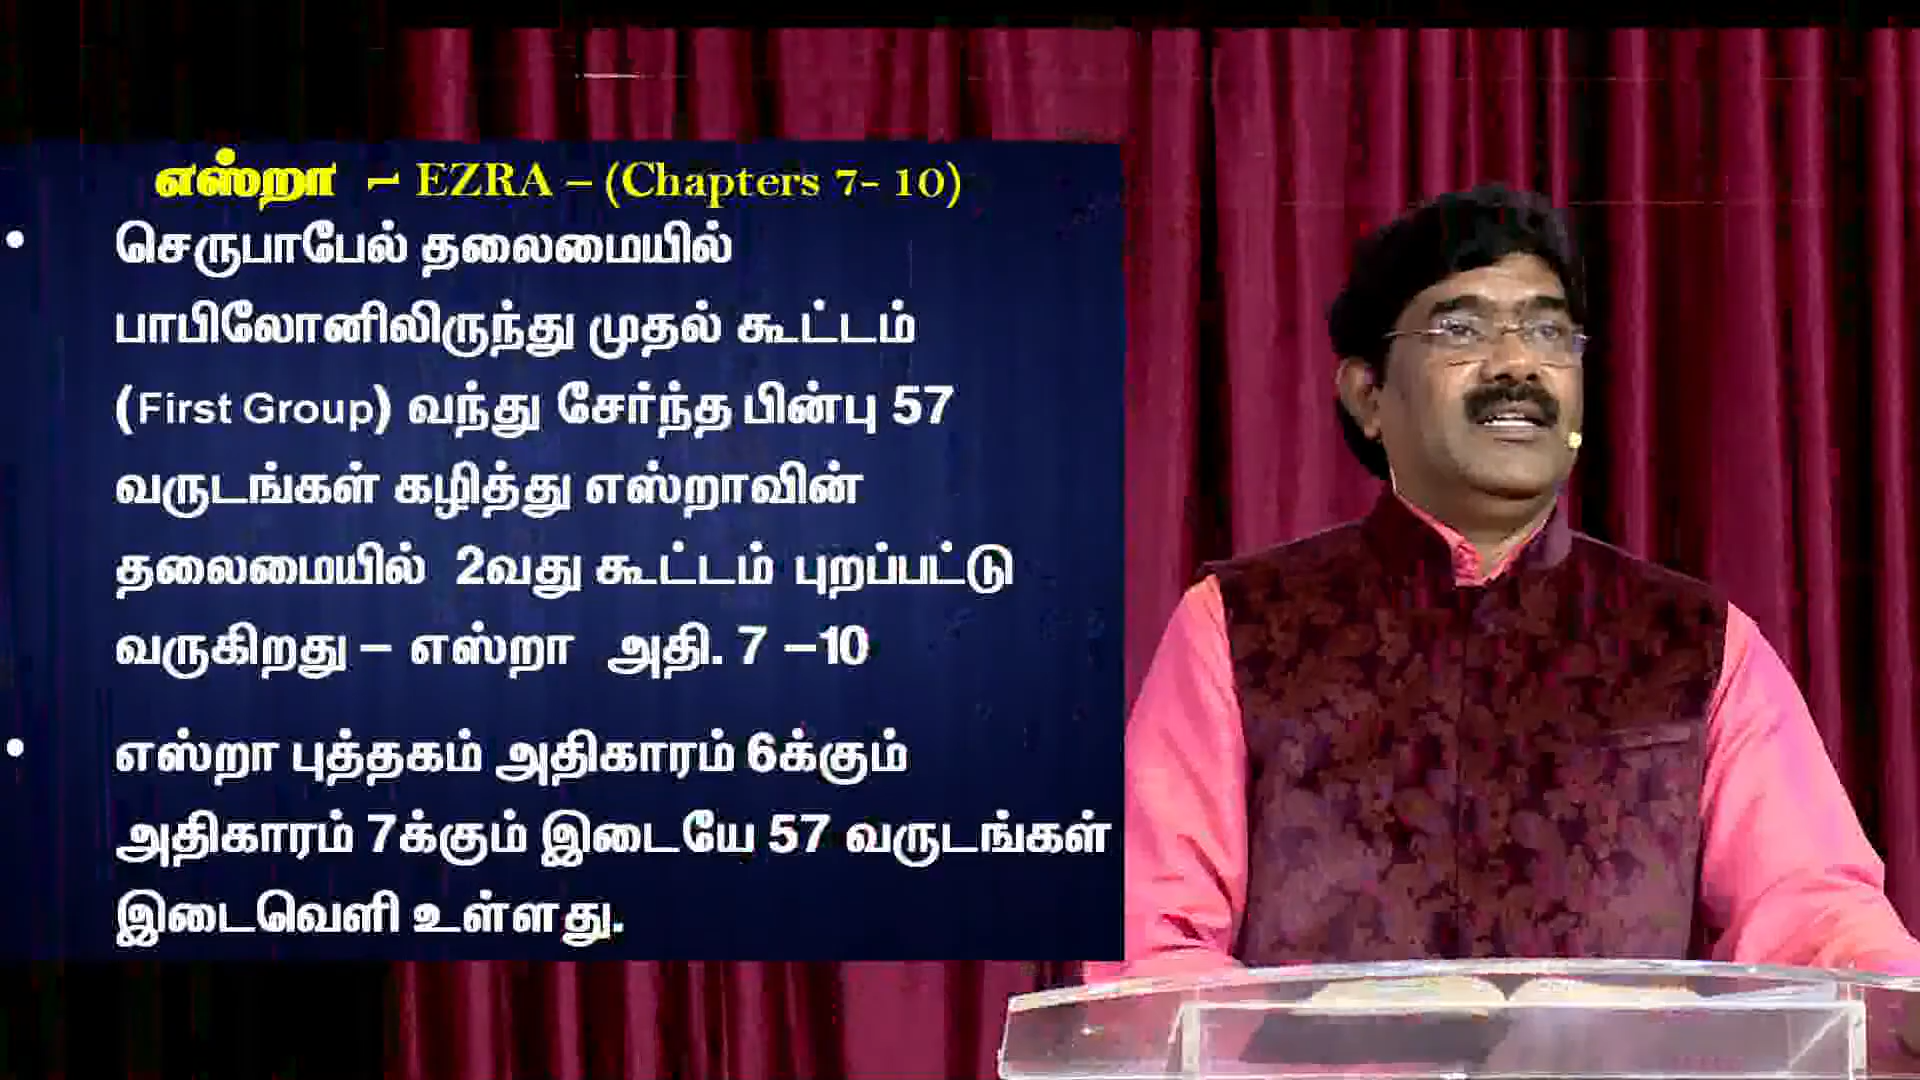 எஸ்றா – EZRA – (Chapters 7- 10)
• செருபாபேல் தலைமையில்
பாபிலோனிலிருந்து முதல் கூட்டம்
(First Group) வந்து சேர்ந்த பின்பு 57
வருடங்கள் கழித்து எஸ்றாவின்
தலைமையில் 2வது கூட்டம் புறப்பட்டு
வருகிறது – எஸ்றா அதி. 7 –10
• எஸ்றா புத்தகம் அதிகாரம் 6க்கும்
அதிகாரம் 7க்கும் இடையே 57 வருடங்கள்
இடைவெளி உள்ளது.